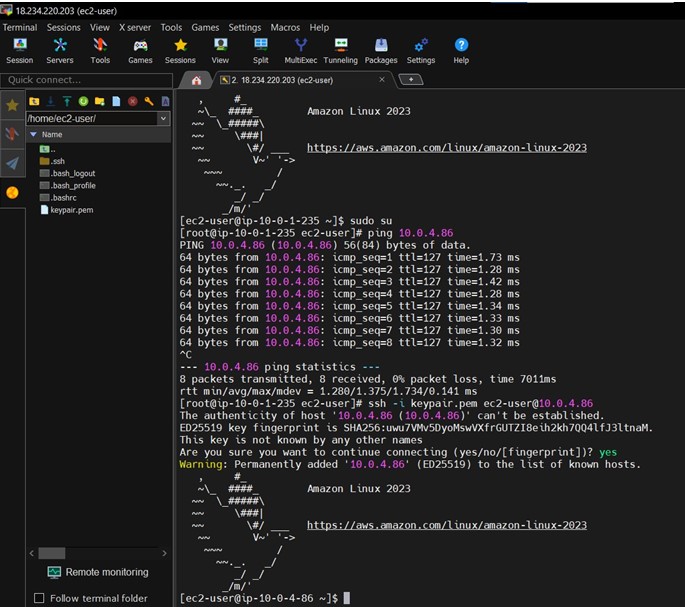 18.234.220.203 (ec2-user)
Terminal Sessions View X server Tools Games Settings Macros Help
Session Servers Tools Games Sessions View Split MultiExec Tunneling Packages Settings Help
Quick connect...
2. 18.234.220.203 (ec2-user)
/home/ec2-user/
Name
..
.ssh
.bash_logout
.bash_profile
.bashrc
keypair.pem
Remote monitoring
Follow terminal folder
   ,     #_
   ~\_  ####_        Amazon Linux 2023
  ~~  \_#####\
  ~~     \###|
  ~~       \#/ ___   https://aws.amazon.com/linux/amazon-linux-2023
   ~~       V~' '->
    ~~~         /
      ~~._.   _/
         _/ _/
       _/m/'
[ec2-user@ip-10-0-1-235 ~]$ sudo su
[root@ip-10-0-1-235 ec2-user]# ping 10.0.4.86
PING 10.0.4.86 (10.0.4.86) 56(84) bytes of data.
64 bytes from 10.0.4.86: icmp_seq=1 ttl=127 time=1.73 ms
64 bytes from 10.0.4.86: icmp_seq=2 ttl=127 time=1.28 ms
64 bytes from 10.0.4.86: icmp_seq=3 ttl=127 time=1.42 ms
64 bytes from 10.0.4.86: icmp_seq=4 ttl=127 time=1.28 ms
64 bytes from 10.0.4.86: icmp_seq=5 ttl=127 time=1.34 ms
64 bytes from 10.0.4.86: icmp_seq=6 ttl=127 time=1.33 ms
64 bytes from 10.0.4.86: icmp_seq=7 ttl=127 time=1.30 ms
64 bytes from 10.0.4.86: icmp_seq=8 ttl=127 time=1.32 ms
^C
--- 10.0.4.86 ping statistics ---
8 packets transmitted, 8 received, 0% packet loss, time 7011ms
rtt min/avg/max/mdev = 1.280/1.375/1.734/0.141 ms
[root@ip-10-0-1-235 ec2-user]# ssh -i keypair.pem ec2-user@10.0.4.86
The authenticity of host '10.0.4.86 (10.0.4.86)' can't be established.
ED25519 key fingerprint is SHA256:uwu7VMv5DyoMswVXfrGUTZI8eih2kh7QQ4lfJ3ltnaM.
This key is not known by any other names
Are you sure you want to continue connecting (yes/no/[fingerprint])? yes
Warning: Permanently added '10.0.4.86' (ED25519) to the list of known hosts.
   ,     #_
   ~\_  ####_        Amazon Linux 2023
  ~~  \_#####\
  ~~     \###|
  ~~       \#/ ___   https://aws.amazon.com/linux/amazon-linux-2023
   ~~       V~' '->
    ~~~         /
      ~~._.   _/
         _/ _/
       _/m/'
[ec2-user@ip-10-0-4-86 ~]$